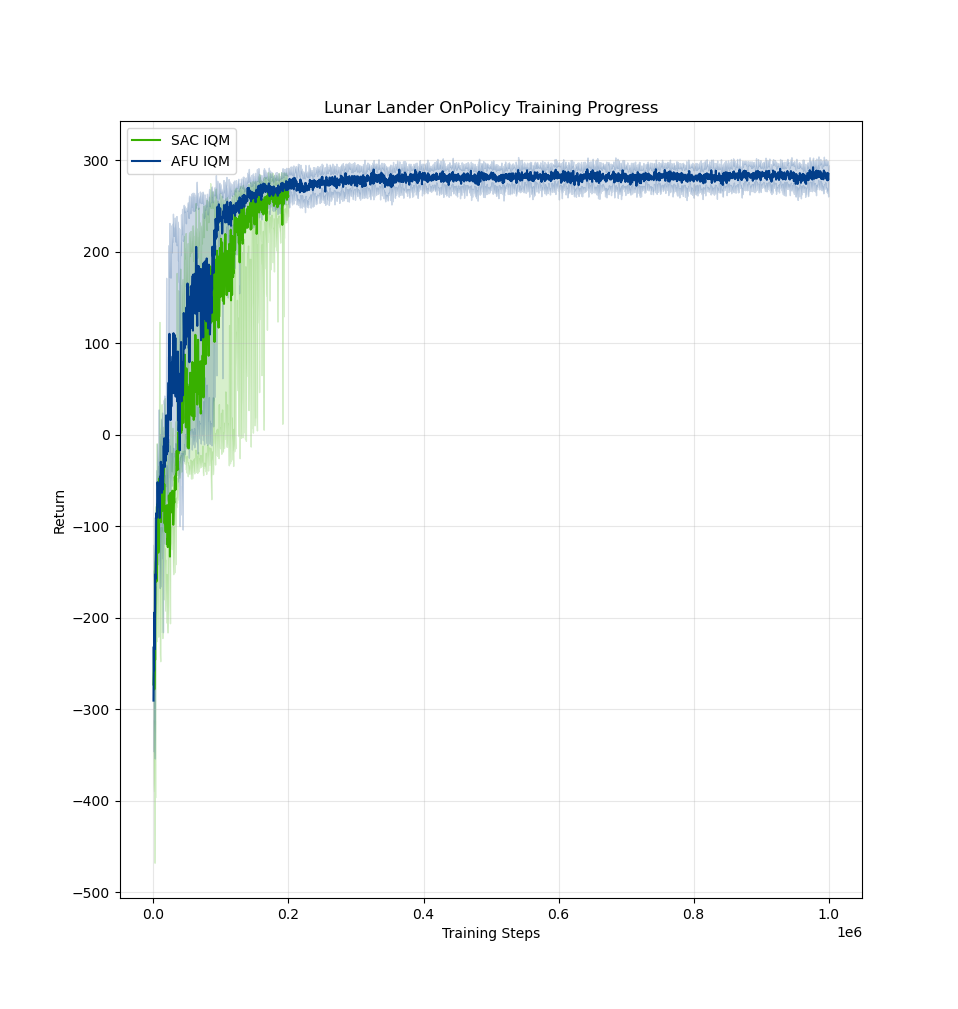 Lunar Lander OnPolicy Training Progress
SAC IQM
AFU IQM
300
200
100
0
−100
−200
−300
−400
−500
Return
0.0 0.2 0.4 0.6 0.8 1.0
Training Steps
1e6